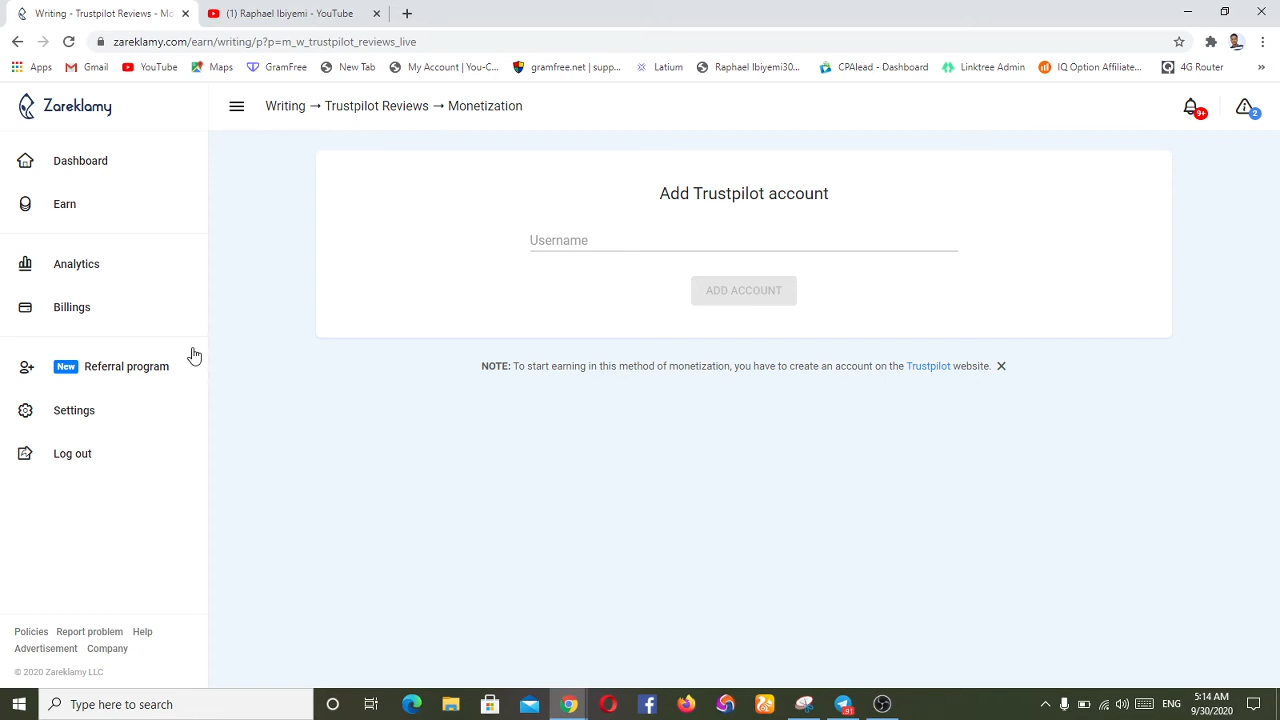 Writing - Trustpilot Reviews - Mo
(1) Raphael Ibiyemi - YouTube
zareklamy.com/earn/writing/p?p=m_w_trustpilot_reviews_live
Apps
Gmail
YouTube
Maps
GramFree
New Tab
My Account | You-C...
gramfree.net | supp...
Latium
Raphael Ibiyemi30...
CPAlead - Dashboard
Linktree Admin
IQ Option Affiliate...
4G Router
»
Zareklamy
Writing → Trustpilot Reviews → Monetization
9+
2
Dashboard
Earn
Analytics
Billings
New Referral program
Settings
Log out
Add Trustpilot account
Username
ADD ACCOUNT
NOTE: To start earning in this method of monetization, you have to create an account on the Trustpilot website.
Policies Report problem Help
Advertisement Company
© 2020 Zareklamy LLC
Type here to search
91
ENG
5:14 AM
9/30/2020